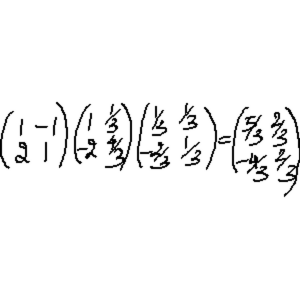 (1 -1) (1 1/3) (1/3 1/3) = (5/3 2/3)
(2 1) (-2 4/3) (-2/3 1/3) (-4/3 2/3)